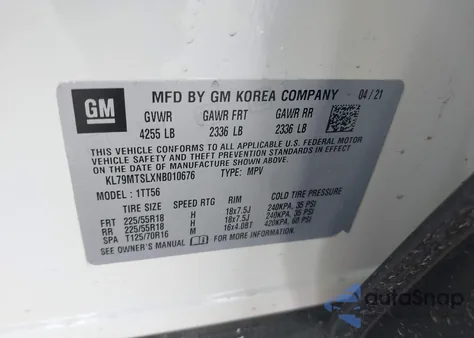 GM
MFD BY GM KOREA COMPANY 04/21
GVWR GAWR FRT GAWR RR
4255 LB 2336 LB 2336 LB
THIS VEHICLE CONFORMS TO ALL APPLICABLE U.S. FEDERAL MOTOR
VEHICLE SAFETY, BUMPER, AND THEFT PREVENTION STANDARDS
IN EFFECT ON THE DATE OF MANUFACTURE SHOWN ABOVE.
KL79MTSLXNB010676 TYPE: MPV
MODEL : 1TT56
TIRE SIZE SPEED RTG RIM COLD TIRE PRESSURE
FRT 225/55R18 H 18x7.5J 240KPA, 35 PSI
RR 225/55R18 H 18x7.5J 240KPA, 35 PSI
SPA T125/70R16 M 16x4.0BT 420KPA, 60 PSI
SEE OWNER'S MANUAL
AutoSnap